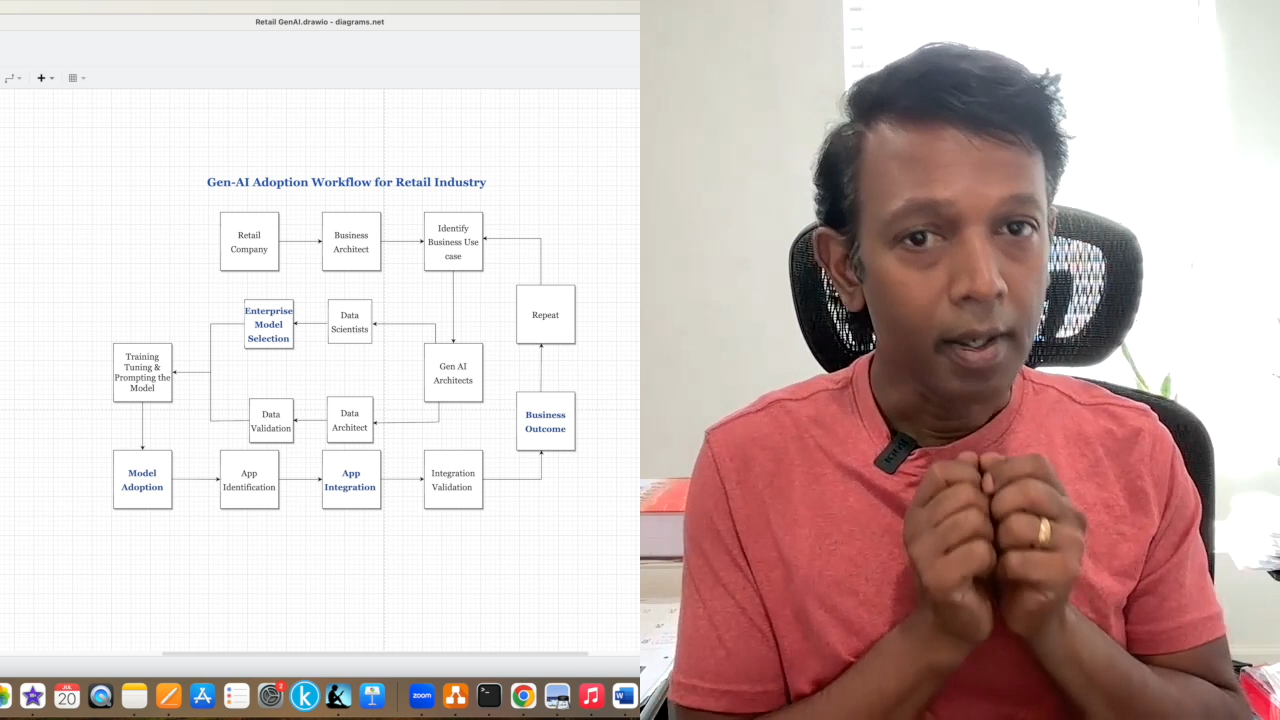 Retail GenAI.drawio - diagrams.net
Gen-AI Adoption Workflow for Retail Industry
Retail
Company
Business
Architect
Identify
Business Use
case
Enterprise
Model
Selection
Data
Scientists
Repeat
Training
Tuning &
Prompting the
Model
Gen AI
Architects
Data
Validation
Data
Architect
Business
Outcome
Model
Adoption
App
Identification
App
Integration
Integration
Validation
JUL
20
zoom